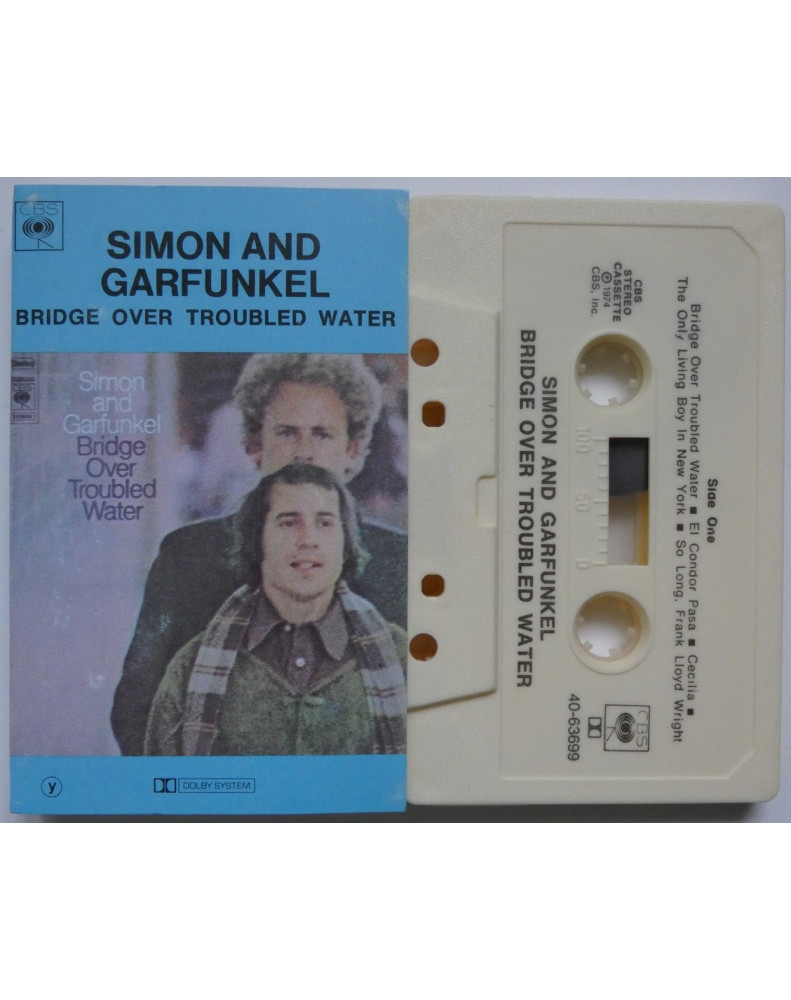 CBS
SIMON AND
GARFUNKEL
BRIDGE OVER TROUBLED WATER
Simon
and
Garfunkel
Bridge
Over
Troubled
Water
y
DOLBY SYSTEM
Side One
Bridge Over Troubled Water ■ El Condor Pasa ■ Cecilia ■
The Only Living Boy In New York ■ So Long, Frank Lloyd Wright
CBS
STEREO
CASSETTE
℗ 1974
CBS, Inc.
100 50 0
CBS
SIMON AND GARFUNKEL
BRIDGE OVER TROUBLED WATER
40-63699